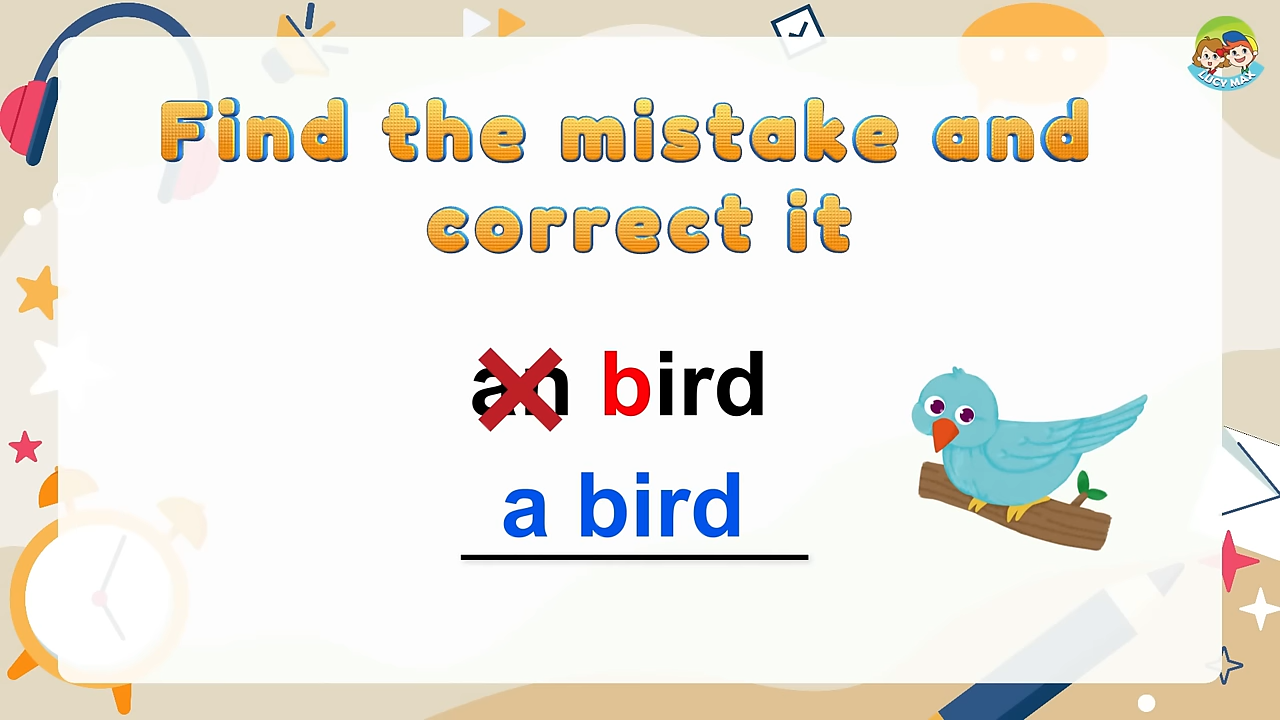 LUCY MAX
Find the mistake and
correct it
an bird
a bird